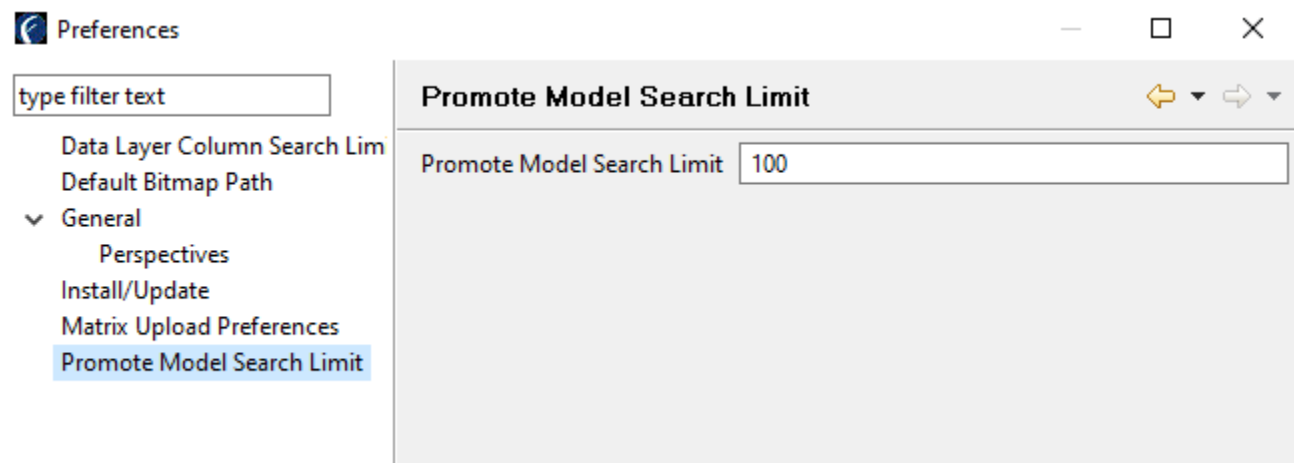 Preferences
type filter text
Data Layer Column Search Lim
Default Bitmap Path
General
Perspectives
Install/Update
Matrix Upload Preferences
Promote Model Search Limit
Promote Model Search Limit
Promote Model Search Limit 100